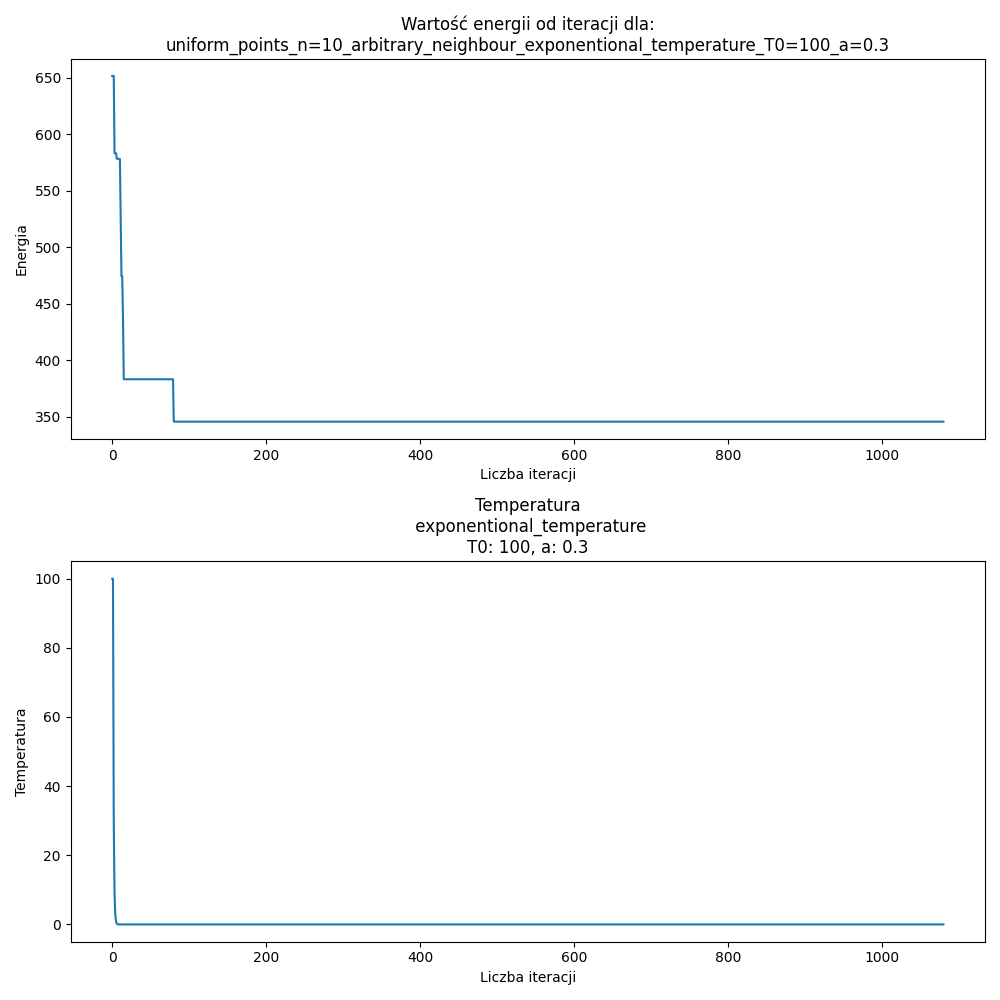 Wartość energii od iteracji dla:
uniform_points_n=10_arbitrary_neighbour_exponentional_temperature_T0=100_a=0.3
650
600
550
500
450
400
350
Energia
0 200 400 600 800 1000
Liczba iteracji
Temperatura
exponentional_temperature
T0: 100, a: 0.3
100
80
60
40
20
0
Temperatura
0 200 400 600 800 1000
Liczba iteracji